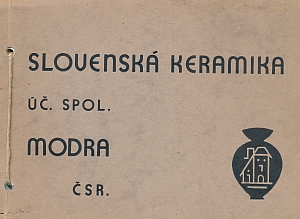 SLOVENSKÁ KERAMIKA
ÚČ. SPOL.
MODRA
ČSR.